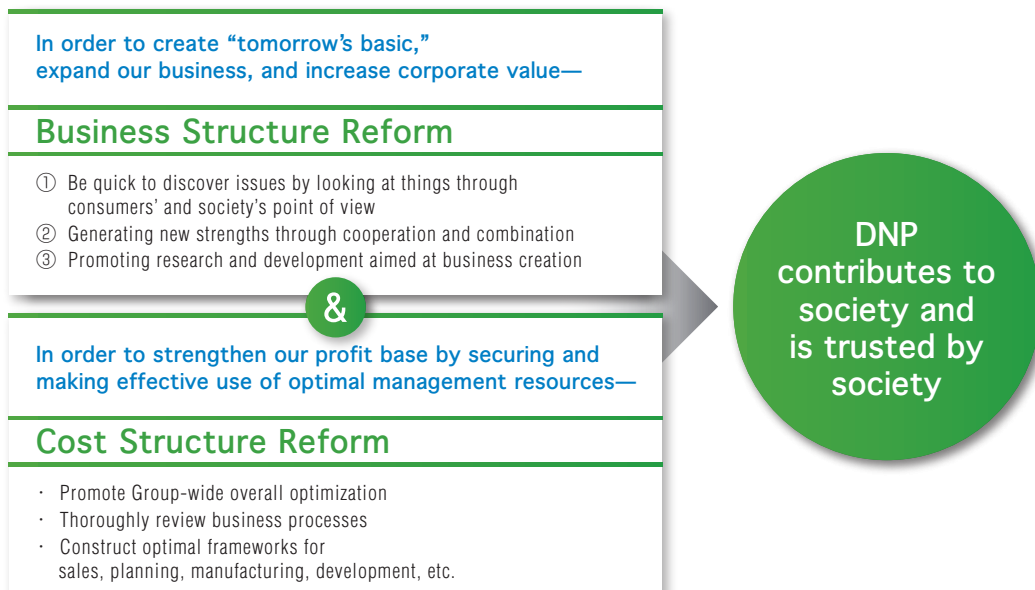 In order to create “tomorrow’s basic,”
expand our business, and increase corporate value—
Business Structure Reform
① Be quick to discover issues by looking at things through
consumers’ and society’s point of view
② Generating new strengths through cooperation and combination
③ Promoting research and development aimed at business creation
&
In order to strengthen our profit base by securing and
making effective use of optimal management resources—
Cost Structure Reform
· Promote Group-wide overall optimization
· Thoroughly review business processes
· Construct optimal frameworks for
sales, planning, manufacturing, development, etc.
DNP
contributes to
society and
is trusted by
society